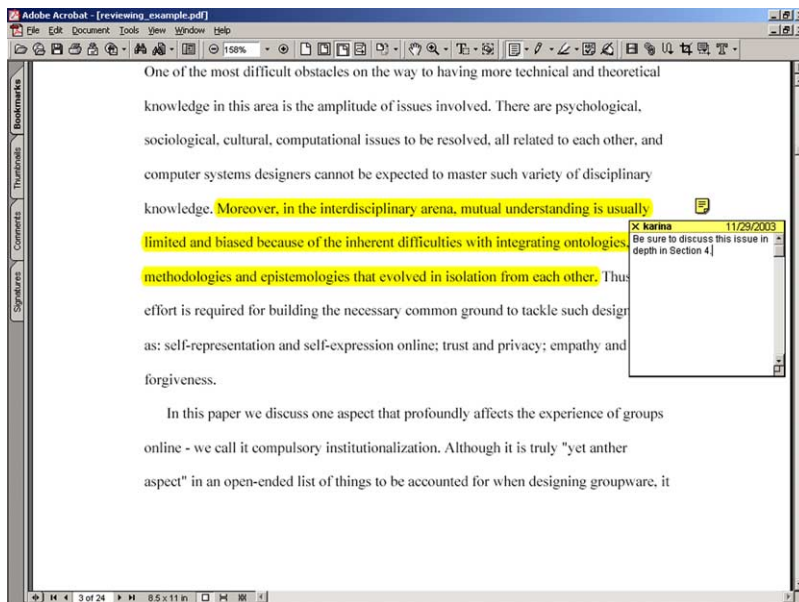 Adobe Acrobat - [reviewing_example.pdf]
File Edit Document Tools View Window Help
158%
Bookmarks
Thumbnails
Comments
Signatures
One of the most difficult obstacles on the way to having more technical and theoretical
knowledge in this area is the amplitude of issues involved. There are psychological,
sociological, cultural, computational issues to be resolved, all related to each other, and
computer systems designers cannot be expected to master such variety of disciplinary
knowledge. Moreover, in the interdisciplinary arena, mutual understanding is usually
limited and biased because of the inherent difficulties with integrating ontologies,
methodologies and epistemologies that evolved in isolation from each other. Thus
effort is required for building the necessary common ground to tackle such design
as: self-representation and self-expression online; trust and privacy; empathy and
forgiveness.
In this paper we discuss one aspect that profoundly affects the experience of groups
online - we call it compulsory institutionalization. Although it is truly "yet anther
aspect" in an open-ended list of things to be accounted for when designing groupware, it
karina 11/29/2003
Be sure to discuss this issue in
depth in Section 4.
3 of 24 8.5 x 11 in